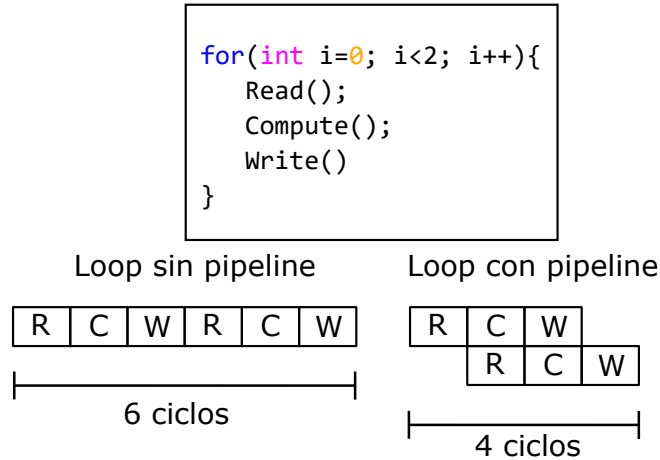 for(int i=0; i<2; i++){
Read();
Compute();
Write()
}
Loop sin pipeline
Loop con pipeline
R C W R C W
R C W
R C W
6 ciclos
4 ciclos